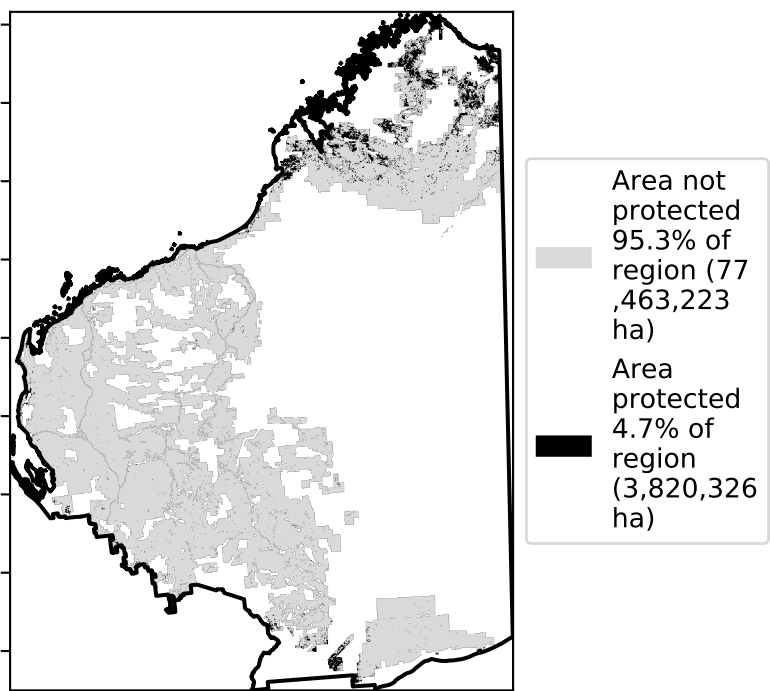 Area not
protected
95.3% of
region (77
,463,223
ha)
Area
protected
4.7% of
region
(3,820,326
ha)